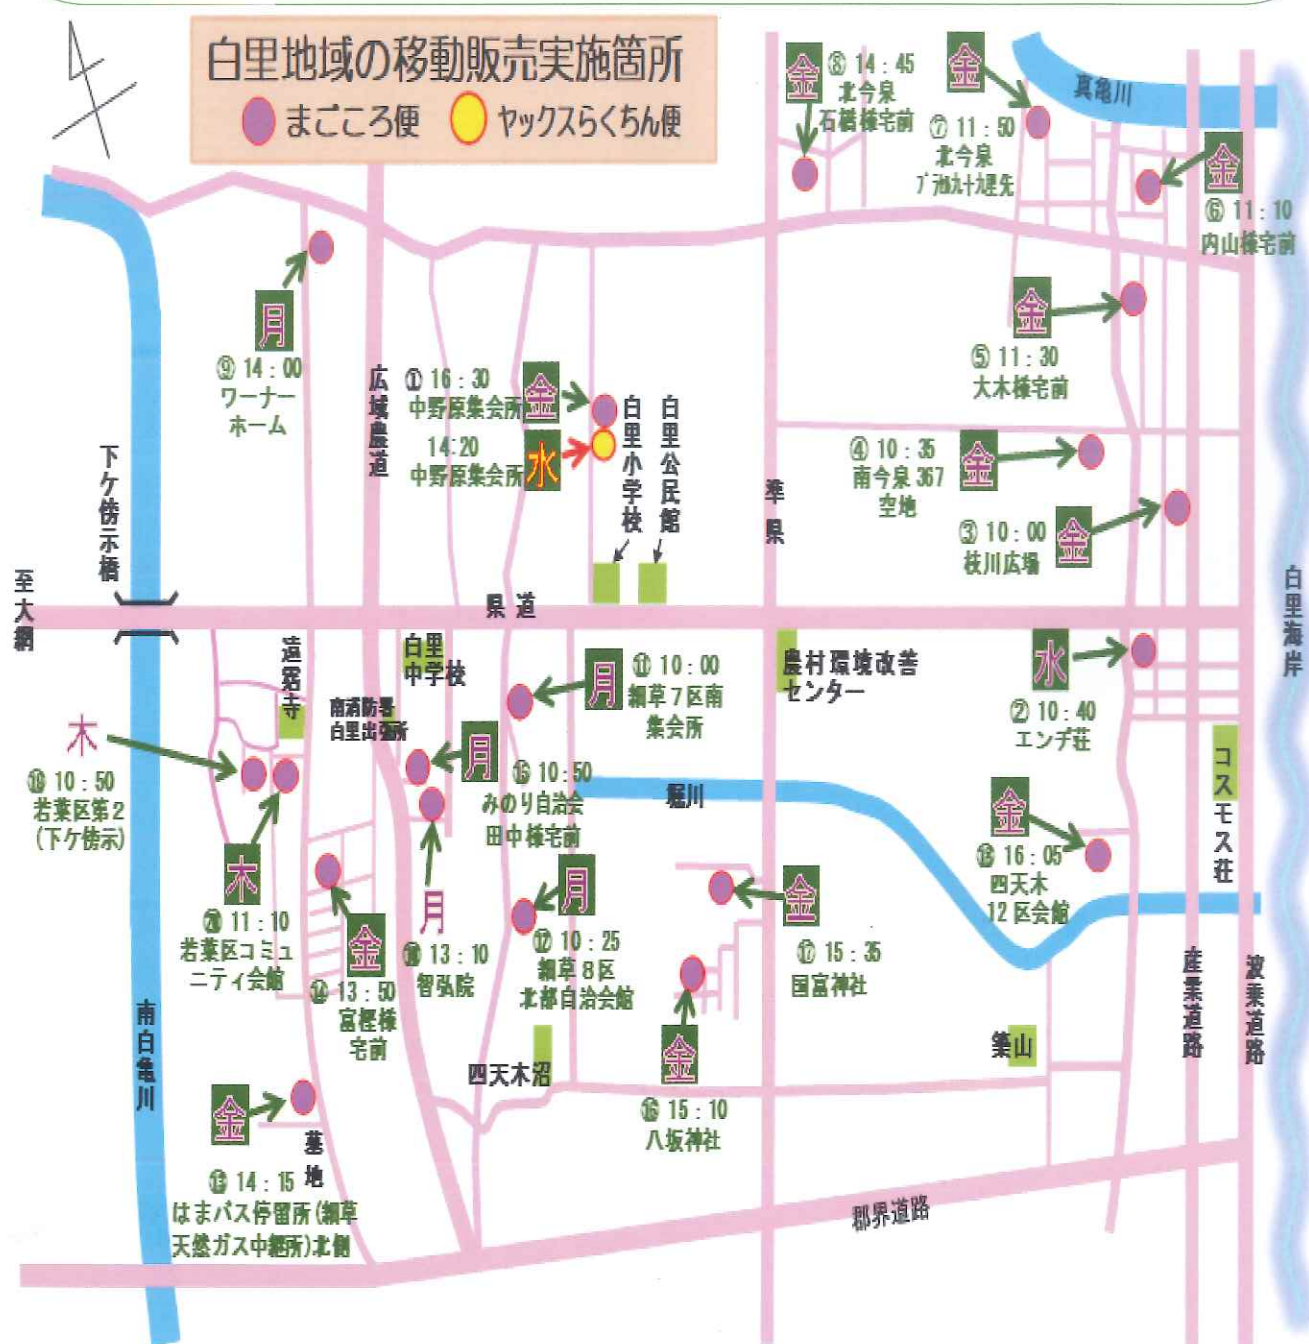 白里地域の移動販売実施箇所
まごころ便
ヤックスらくちん便
金
⑧ 14:45
北今泉
石橋様宅前
金
⑦ 11:50
北今泉
真亀川
金
⑥ 11:10
内山様宅前
月
⑨ 14:00
ワーナー
ホーム
広域農道
① 16:30
中野原集会所
金
14:20
中野原集会所
水
白里小学校
白里公民館
準県
金
⑤ 11:30
大木様宅前
④ 10:35
南今泉 367
空地
金
③ 10:00
枝川広場
金
下ケ傍示橋
至大網
県道
白里海岸
遠霑寺
南消防署
白里出張所
白里
中学校
月
⑪ 10:00
細草7区南
集会所
農村環境改善
センター
水
② 10:40
エンヂ荘
コスモス荘
木
⑲ 10:50
若葉区第2
(下ケ傍示)
月
⑮ 10:50
みのり自治会
田中様宅前
堀川
金
⑱ 16:05
四天木
12区会館
木
⑳ 11:10
若葉区コミュ
ニティ会館
金
⑭ 13:50
富樫様
宅前
月
⑩ 13:10
智弘院
月
⑫ 10:25
細草8区
北部自治会館
金
⑰ 15:35
国富神社
南白亀川
四天木沼
金
⑯ 15:10
八坂神社
築山
産業道路
波乗道路
金
墓地
⑬ 14:15
はまバス停留所(細草
天然ガス中継所)北側
郡界道路